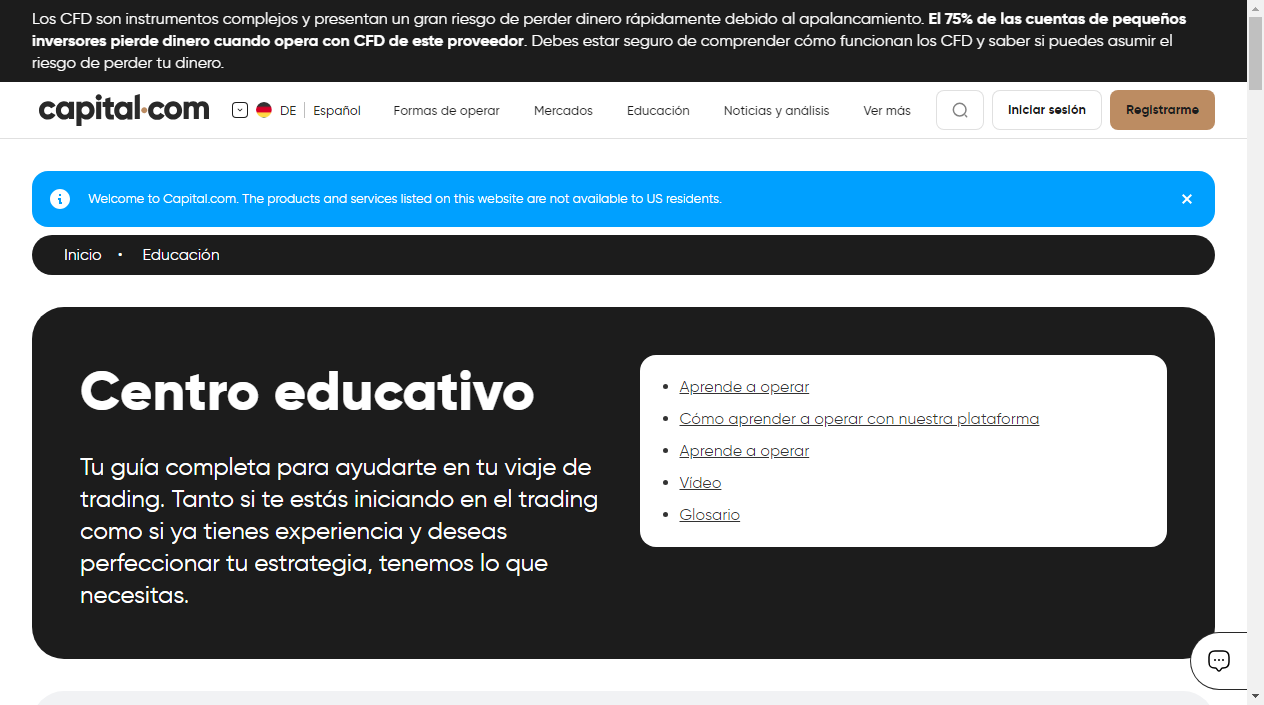 Los CFD son instrumentos complejos y presentan un gran riesgo de perder dinero rápidamente debido al apalancamiento. El 75% de las cuentas de pequeños
inversores pierde dinero cuando opera con CFD de este proveedor. Debes estar seguro de comprender cómo funcionan los CFD y saber si puedes asumir el
riesgo de perder tu dinero.
capital.com DE Español Formas de operar Mercados Educación Noticias y análisis Ver más Iniciar sesión Registrarme
Welcome to Capital.com. The products and services listed on this website are not available to US residents.
Inicio • Educación
Centro educativo
Tu guía completa para ayudarte en tu viaje de
trading. Tanto si te estás iniciando en el trading
como si ya tienes experiencia y deseas
perfeccionar tu estrategia, tenemos lo que
necesitas.
Aprende a operar
Cómo aprender a operar con nuestra plataforma
Aprende a operar
Vídeo
Glosario